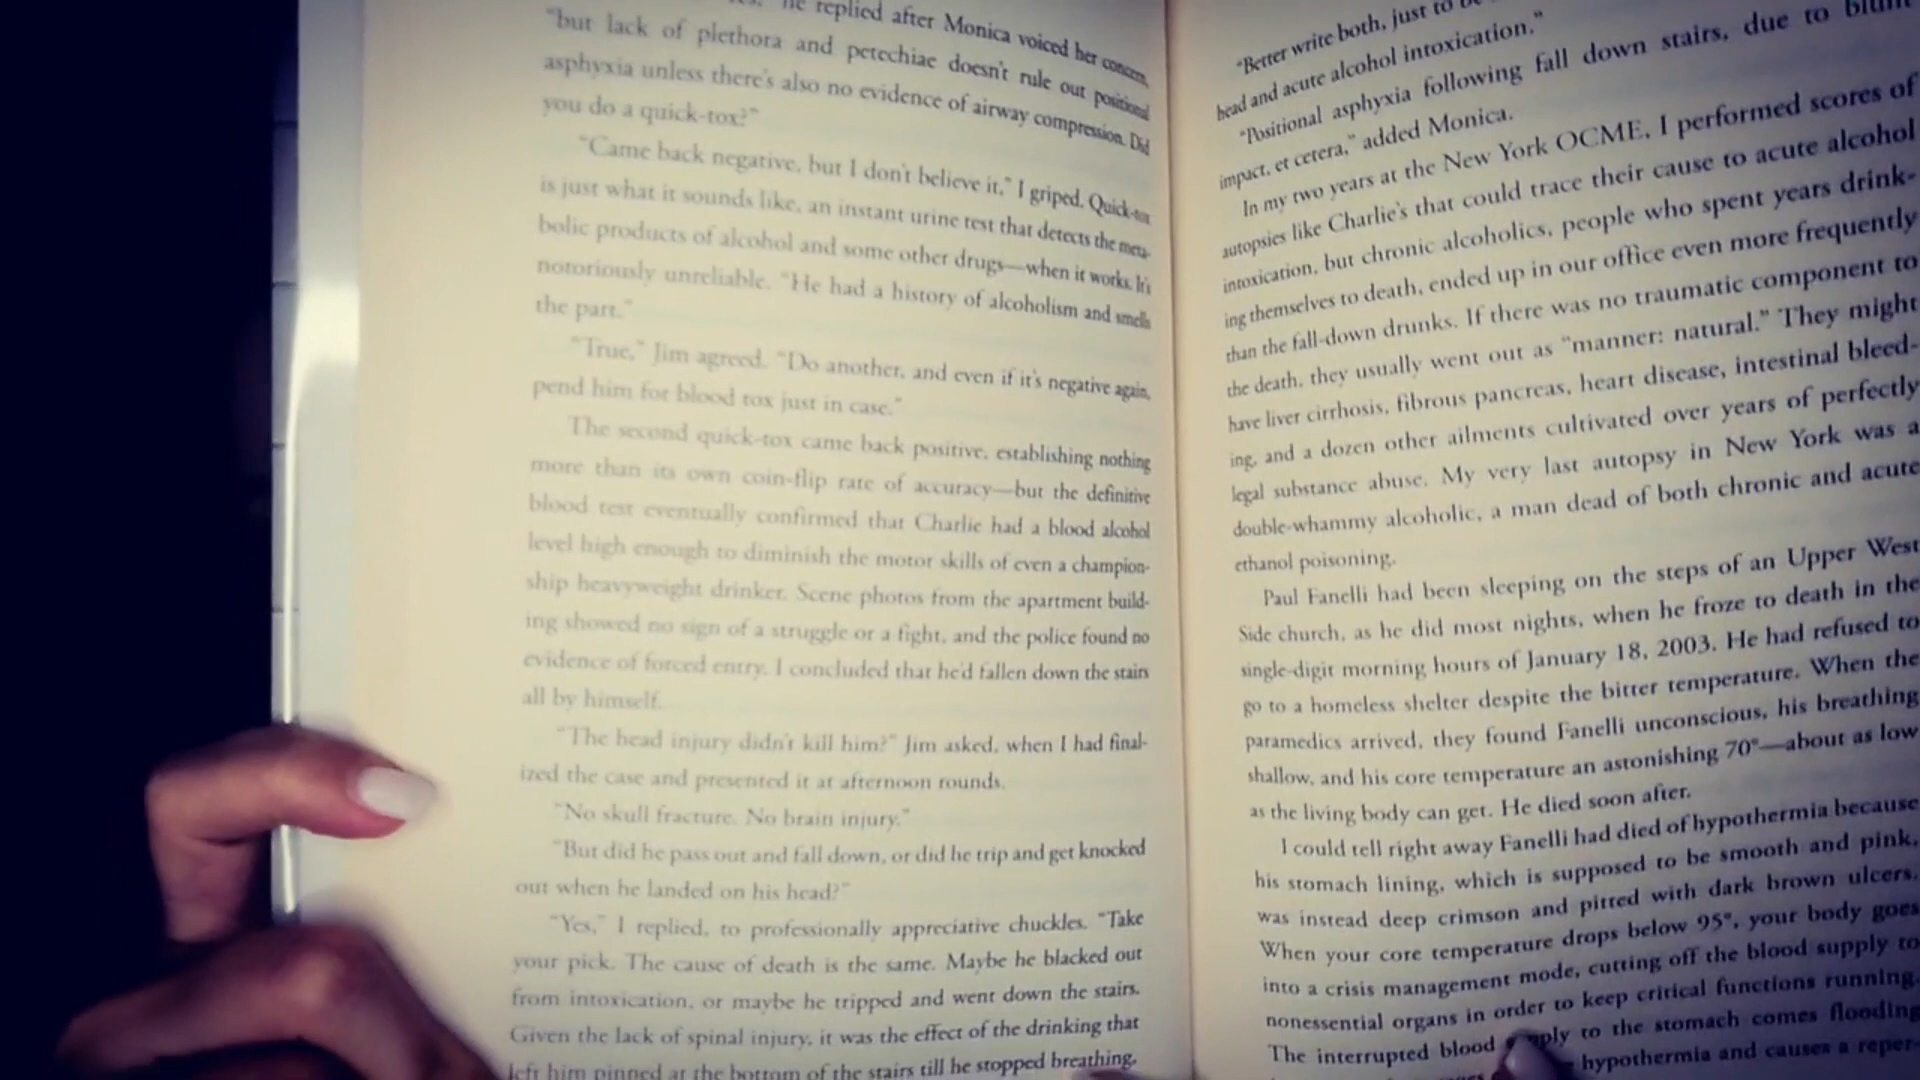 he replied after Monica voiced her concern,
"but lack of plethora and petechiae doesn't rule out positional
asphyxia unless there's also no evidence of airway compression. Did
you do a quick-tox?"
"Came back negative, but I don't believe it," I griped. Quick-tox
is just what it sounds like, an instant urine test that detects the meta-
bolic products of alcohol and some other drugs—when it works. It's
notoriously unreliable. "He had a history of alcoholism and smells
the part."
"True," Jim agreed. "Do another, and even if it's negative again,
pend him for blood tox just in case."
The second quick-tox came back positive, establishing nothing
more than its own coin-flip rate of accuracy—but the definitive
blood test eventually confirmed that Charlie had a blood alcohol
level high enough to diminish the motor skills of even a champion-
ship heavyweight drinker. Scene photos from the apartment build-
ing showed no sign of a struggle or a fight, and the police found no
evidence of forced entry. I concluded that he'd fallen down the stairs
all by himself.
"The head injury didn't kill him?" Jim asked, when I had final-
ized the case and presented it at afternoon rounds.
"No skull fracture. No brain injury."
"But did he pass out and fall down, or did he trip and get knocked
out when he landed on his head?"
"Yes," I replied, to professionally appreciative chuckles. "Take
your pick. The cause of death is the same. Maybe he blacked out
from intoxication, or maybe he tripped and went down the stairs.
Given the lack of spinal injury, it was the effect of the drinking that
left him pinned at the bottom of the stairs till he stopped breathing.
"Better write both, just to
"Positional asphyxia following fall down stairs, due to blunt
head and acute alcohol intoxication."
impact, et cetera," added Monica.
In my two years at the New York OCME, I performed scores of
autopsies like Charlie's that could trace their cause to acute alcohol
intoxication, but chronic alcoholics, people who spent years drink-
ing themselves to death, ended up in our office even more frequently
than the fall-down drunks. If there was no traumatic component to
the death, they usually went out as "manner: natural." They might
have liver cirrhosis, fibrous pancreas, heart disease, intestinal bleed-
ing, and a dozen other ailments cultivated over years of perfectly
legal substance abuse. My very last autopsy in New York was a
double-whammy alcoholic, a man dead of both chronic and acute
ethanol poisoning.
Paul Fanelli had been sleeping on the steps of an Upper West
Side church, as he did most nights, when he froze to death in the
single-digit morning hours of January 18, 2003. He had refused to
go to a homeless shelter despite the bitter temperature. When the
paramedics arrived, they found Fanelli unconscious, his breathing
shallow, and his core temperature an astonishing 70°—about as low
as the living body can get. He died soon after.
I could tell right away Fanelli had died of hypothermia because
his stomach lining, which is supposed to be smooth and pink,
was instead deep crimson and pitted with dark brown ulcers.
When your core temperature drops below 95°, your body goes
into a crisis management mode, cutting off the blood supply to
nonessential organs in order to keep critical functions running.
The interrupted blood to the stomach comes flooding
hypothermia and causes a reper-